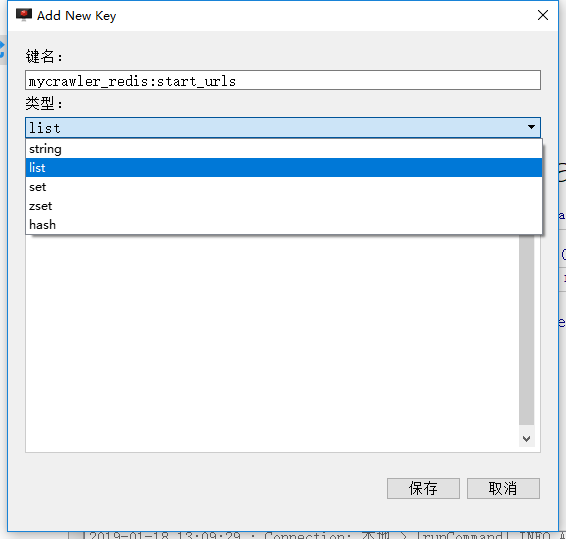 Add New Key
键名：
mycrawler_redis:start_urls
类型：
list
string
list
set
zset
hash
保存
取消
2019-01-18 13:09:29 : Connection: 本地 > [runCommand]